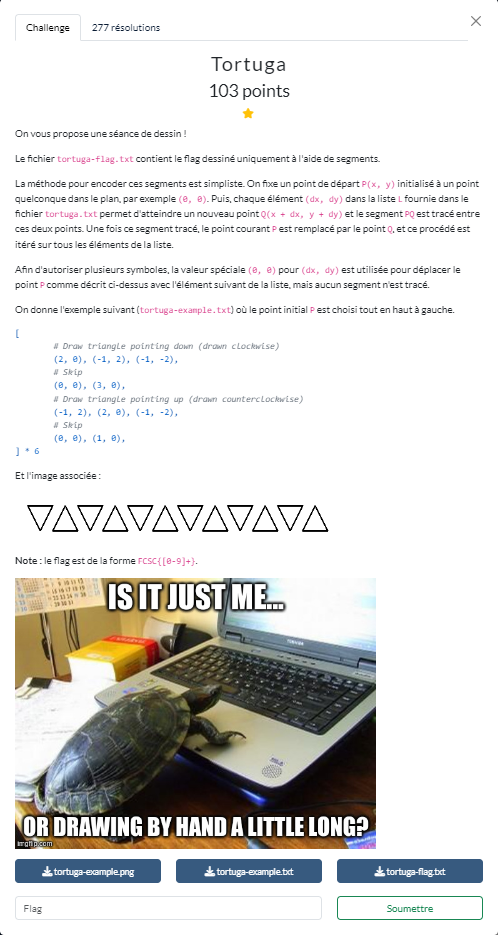 Challenge
277 résolutions
Tortuga
103 points
On vous propose une séance de dessin !
Le fichier tortuga-flag.txt contient le flag dessiné uniquement à l'aide de segments.
La méthode pour encoder ces segments est simpliste. On fixe un point de départ P(x, y) initialisé à un point
quelconque dans le plan, par exemple (0, 0). Puis, chaque élément (dx, dy) dans la liste L fournie dans le
fichier tortuga.txt permet d'atteindre un nouveau point Q(x + dx, y + dy) et le segment PQ est tracé entre
ces deux points. Une fois ce segment tracé, le point courant P est remplacé par le point Q, et ce procédé est
itéré sur tous les éléments de la liste.
Afin d'autoriser plusieurs symboles, la valeur spéciale (0, 0) pour (dx, dy) est utilisée pour déplacer le
point P comme décrit ci-dessus avec l'élément suivant de la liste, mais aucun segment n'est tracé.
On donne l'exemple suivant (tortuga-example.txt) où le point initial P est choisi tout en haut à gauche.
[
# Draw triangle pointing down (drawn clockwise)
(2, 0), (-1, 2), (-1, -2),
# Skip
(0, 0), (3, 0),
# Draw triangle pointing up (drawn counterclockwise)
(-1, 2), (2, 0), (-1, -2),
# Skip
(0, 0), (1, 0),
] * 6
Et l'image associée :
Note : le flag est de la forme FCSC{[0-9]+}.
IS IT JUST ME...
OR DRAWING BY HAND A LITTLE LONG?
imgflip.com
tortuga-example.png
tortuga-example.txt
tortuga-flag.txt
Flag
Soumettre